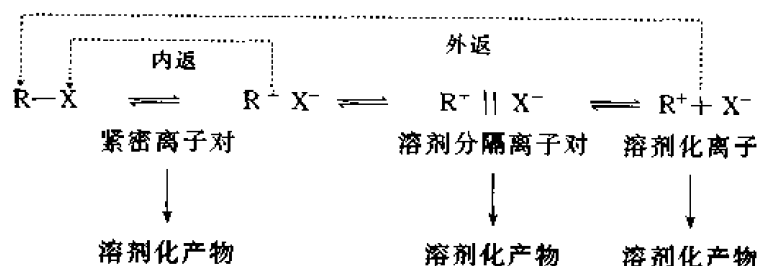 外返
内返
R—X ⇌ R⁺ X⁻ ⇌ R⁺ || X⁻ ⇌ R⁺ + X⁻
紧密离子对 溶剂分隔离子对 溶剂化离子
溶剂化产物 溶剂化产物 溶剂化产物